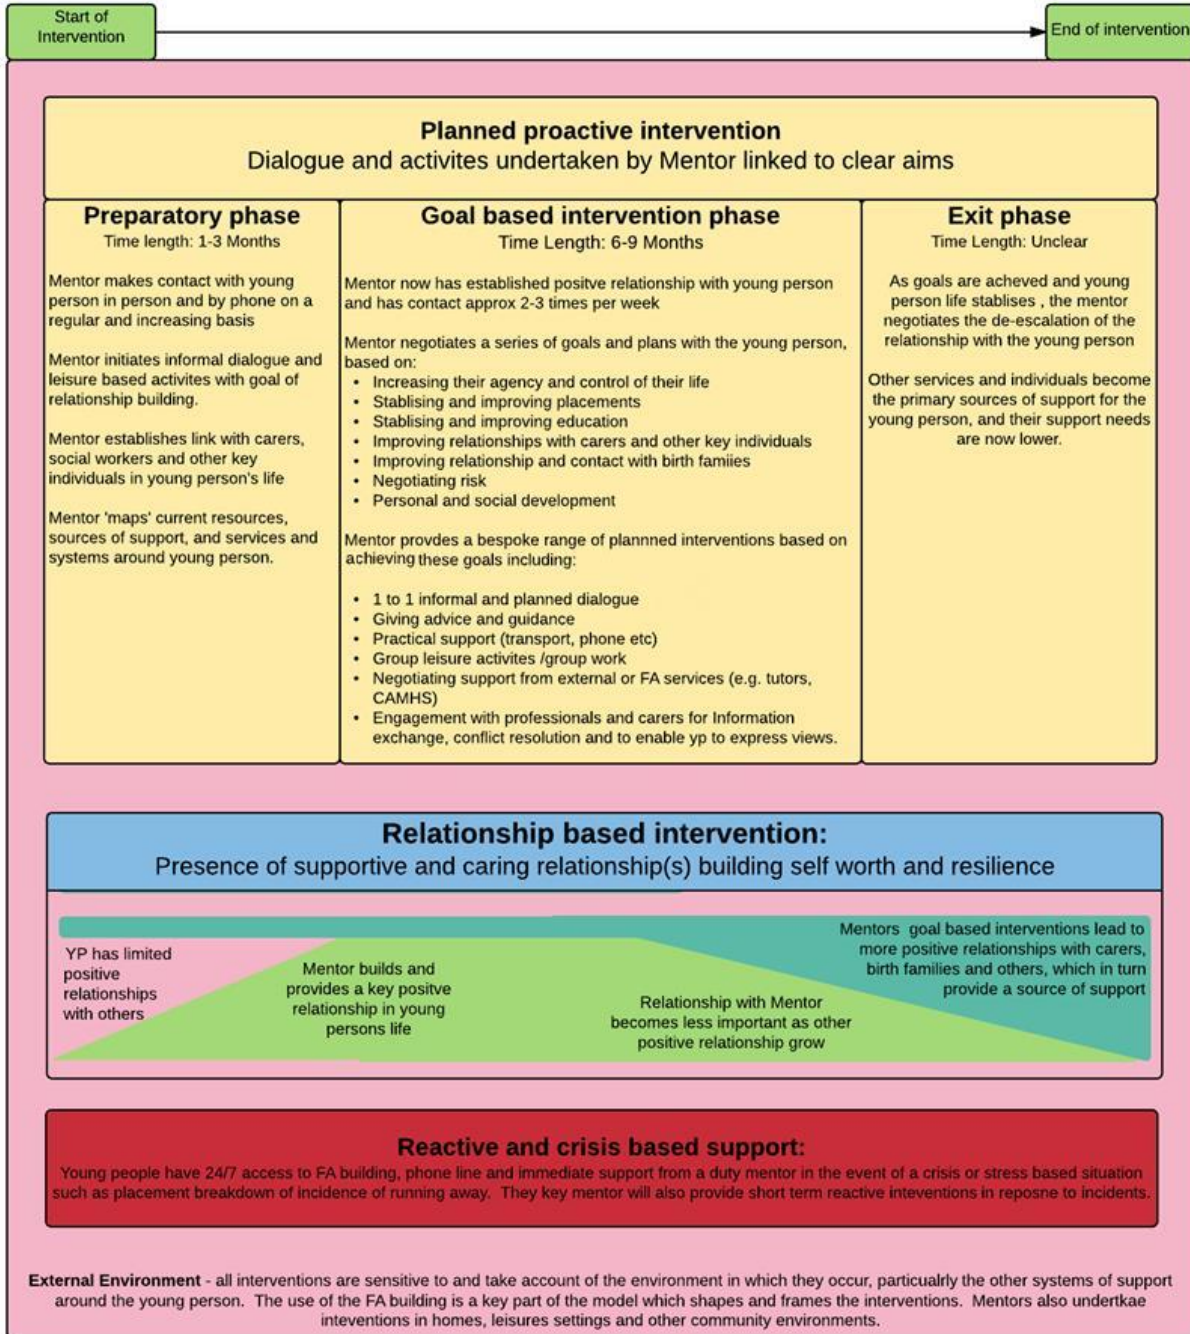 Start of
Intervention
End of intervention
Planned proactive intervention
Dialogue and activites undertaken by Mentor linked to clear aims
Preparatory phase
Time length: 1-3 Months
Mentor makes contact with young
person in person and by phone on a
regular and increasing basis
Mentor initiates informal dialogue and
leisure based activites with goal of
relationship building.
Mentor establishes link with carers,
social workers and other key
individuals in young person's life
Mentor 'maps' current resources,
sources of support, and services and
systems around young person.
Goal based intervention phase
Time Length: 6-9 Months
Mentor now has established positve relationship with young person
and has contact approx 2-3 times per week
Mentor negotiates a series of goals and plans with the young person,
based on:
• Increasing their agency and control of their life
• Stablising and improving placements
• Stablising and improving education
• Improving relationships with carers and other key individuals
• Improving relationship and contact with birth famiies
• Negotiating risk
• Personal and social development
Mentor provdes a bespoke range of plannned interventions based on
achieving these goals including:
• 1 to 1 informal and planned dialogue
• Giving advice and guidance
• Practical support (transport, phone etc)
• Group leisure activites /group work
• Negotiating support from external or FA services (e.g. tutors,
CAMHS)
• Engagement with professionals and carers for Information
exchange, conflict resolution and to enable yp to express views.
Exit phase
Time Length: Unclear
As goals are acheved and young
person life stablises , the mentor
negotiates the de-escalation of the
relationship with the young person
Other services and individuals become
the primary sources of support for the
young person, and their support needs
are now lower.
Relationship based intervention:
Presence of supportive and caring relationship(s) building self worth and resilience
YP has limited
positive
relationships
with others
Mentor builds and
provides a key positve
relationship in young
persons life
Relationship with Mentor
becomes less important as other
positive relationship grow
Mentors goal based interventions lead to
more positive relationships with carers,
birth families and others, which in turn
provide a source of support
Reactive and crisis based support:
Young people have 24/7 access to FA building, phone line and immediate support from a duty mentor in the event of a crisis or stress based situation
such as placement breakdown of incidence of running away. They key mentor will also provide short term reactive inteventions in reposne to incidents.
External Environment - all interventions are sensitive to and take account of the environment in which they occur, particualrly the other systems of support
around the young person. The use of the FA building is a key part of the model which shapes and frames the interventions. Mentors also undertkae
inteventions in homes, leisures settings and other community environments.